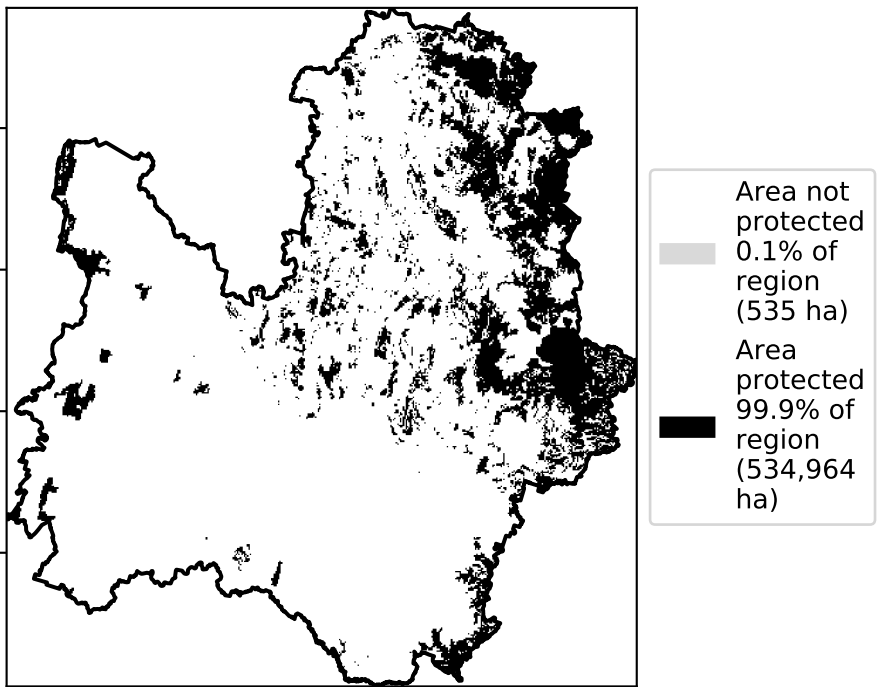 Area not
protected
0.1% of
region
(535 ha)
Area
protected
99.9% of
region
(534,964
ha)